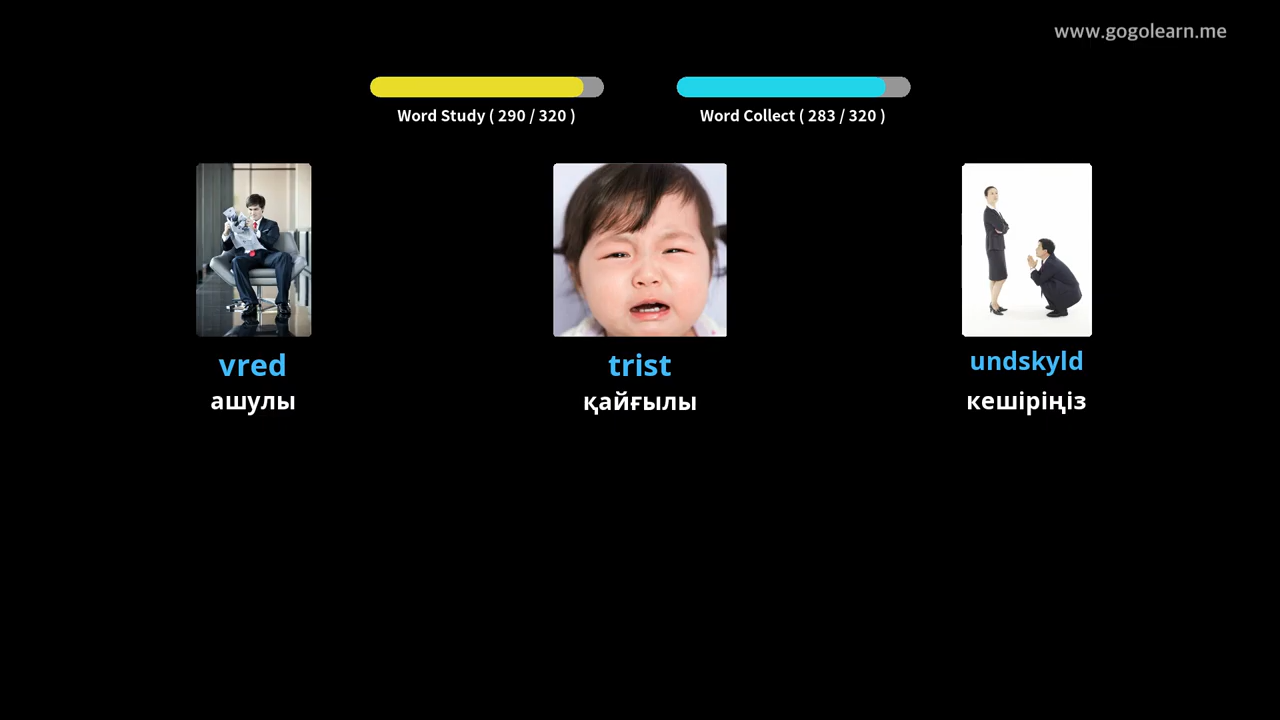 www.gogolearn.me
Word Study ( 290 / 320 )
Word Collect ( 283 / 320 )
vred
trist
undskyld
ашулы
қайғылы
кешіріңіз